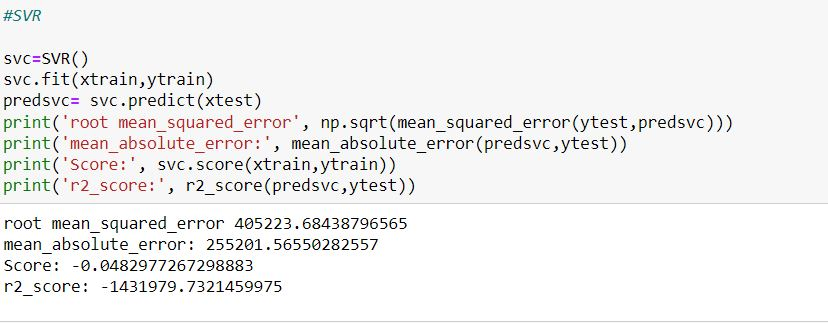 #SVR
svc=SVR()
svc.fit(xtrain,ytrain)
predsvc= svc.predict(xtest)
print('root mean_squared_error', np.sqrt(mean_squared_error(ytest,predsvc)))
print('mean_absolute_error:', mean_absolute_error(predsvc,ytest))
print('Score:', svc.score(xtrain,ytrain))
print('r2_score:', r2_score(predsvc,ytest))
root mean_squared_error 405223.68438796565
mean_absolute_error: 255201.56550282557
Score: -0.0482977267298883
r2_score: -1431979.7321459975